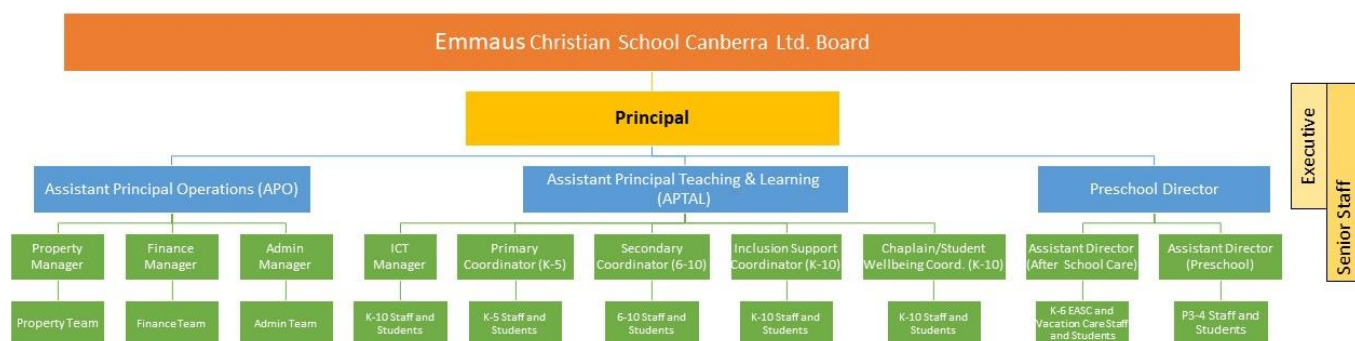 Emmaus Christian School Canberra Ltd. Board
Principal
Executive
Senior Staff
Assistant Principal Operations (APO)
Assistant Principal Teaching & Learning
(APTAL)
Preschool Director
Property
Manager
Finance
Manager
Admin
Manager
ICT
Manager
Primary
Coordinator (K-5)
Secondary
Coordinator (6-10)
Inclusion Support
Coordinator (K-10)
Chaplain/Student
Wellbeing Coord. (K-10)
Assistant Director
(After School Care)
Assistant Director
(Preschool)
Property Team
Finance Team
Admin Team
K-10 Staff and
Students
K-5 Staff and
Students
6-10 Staff and
Students
K-10 Staff and
Students
K-10 Staff and
Students
K-6 EASC and
Vacation Care Staff
and Students
P3-4 Staff and
Students